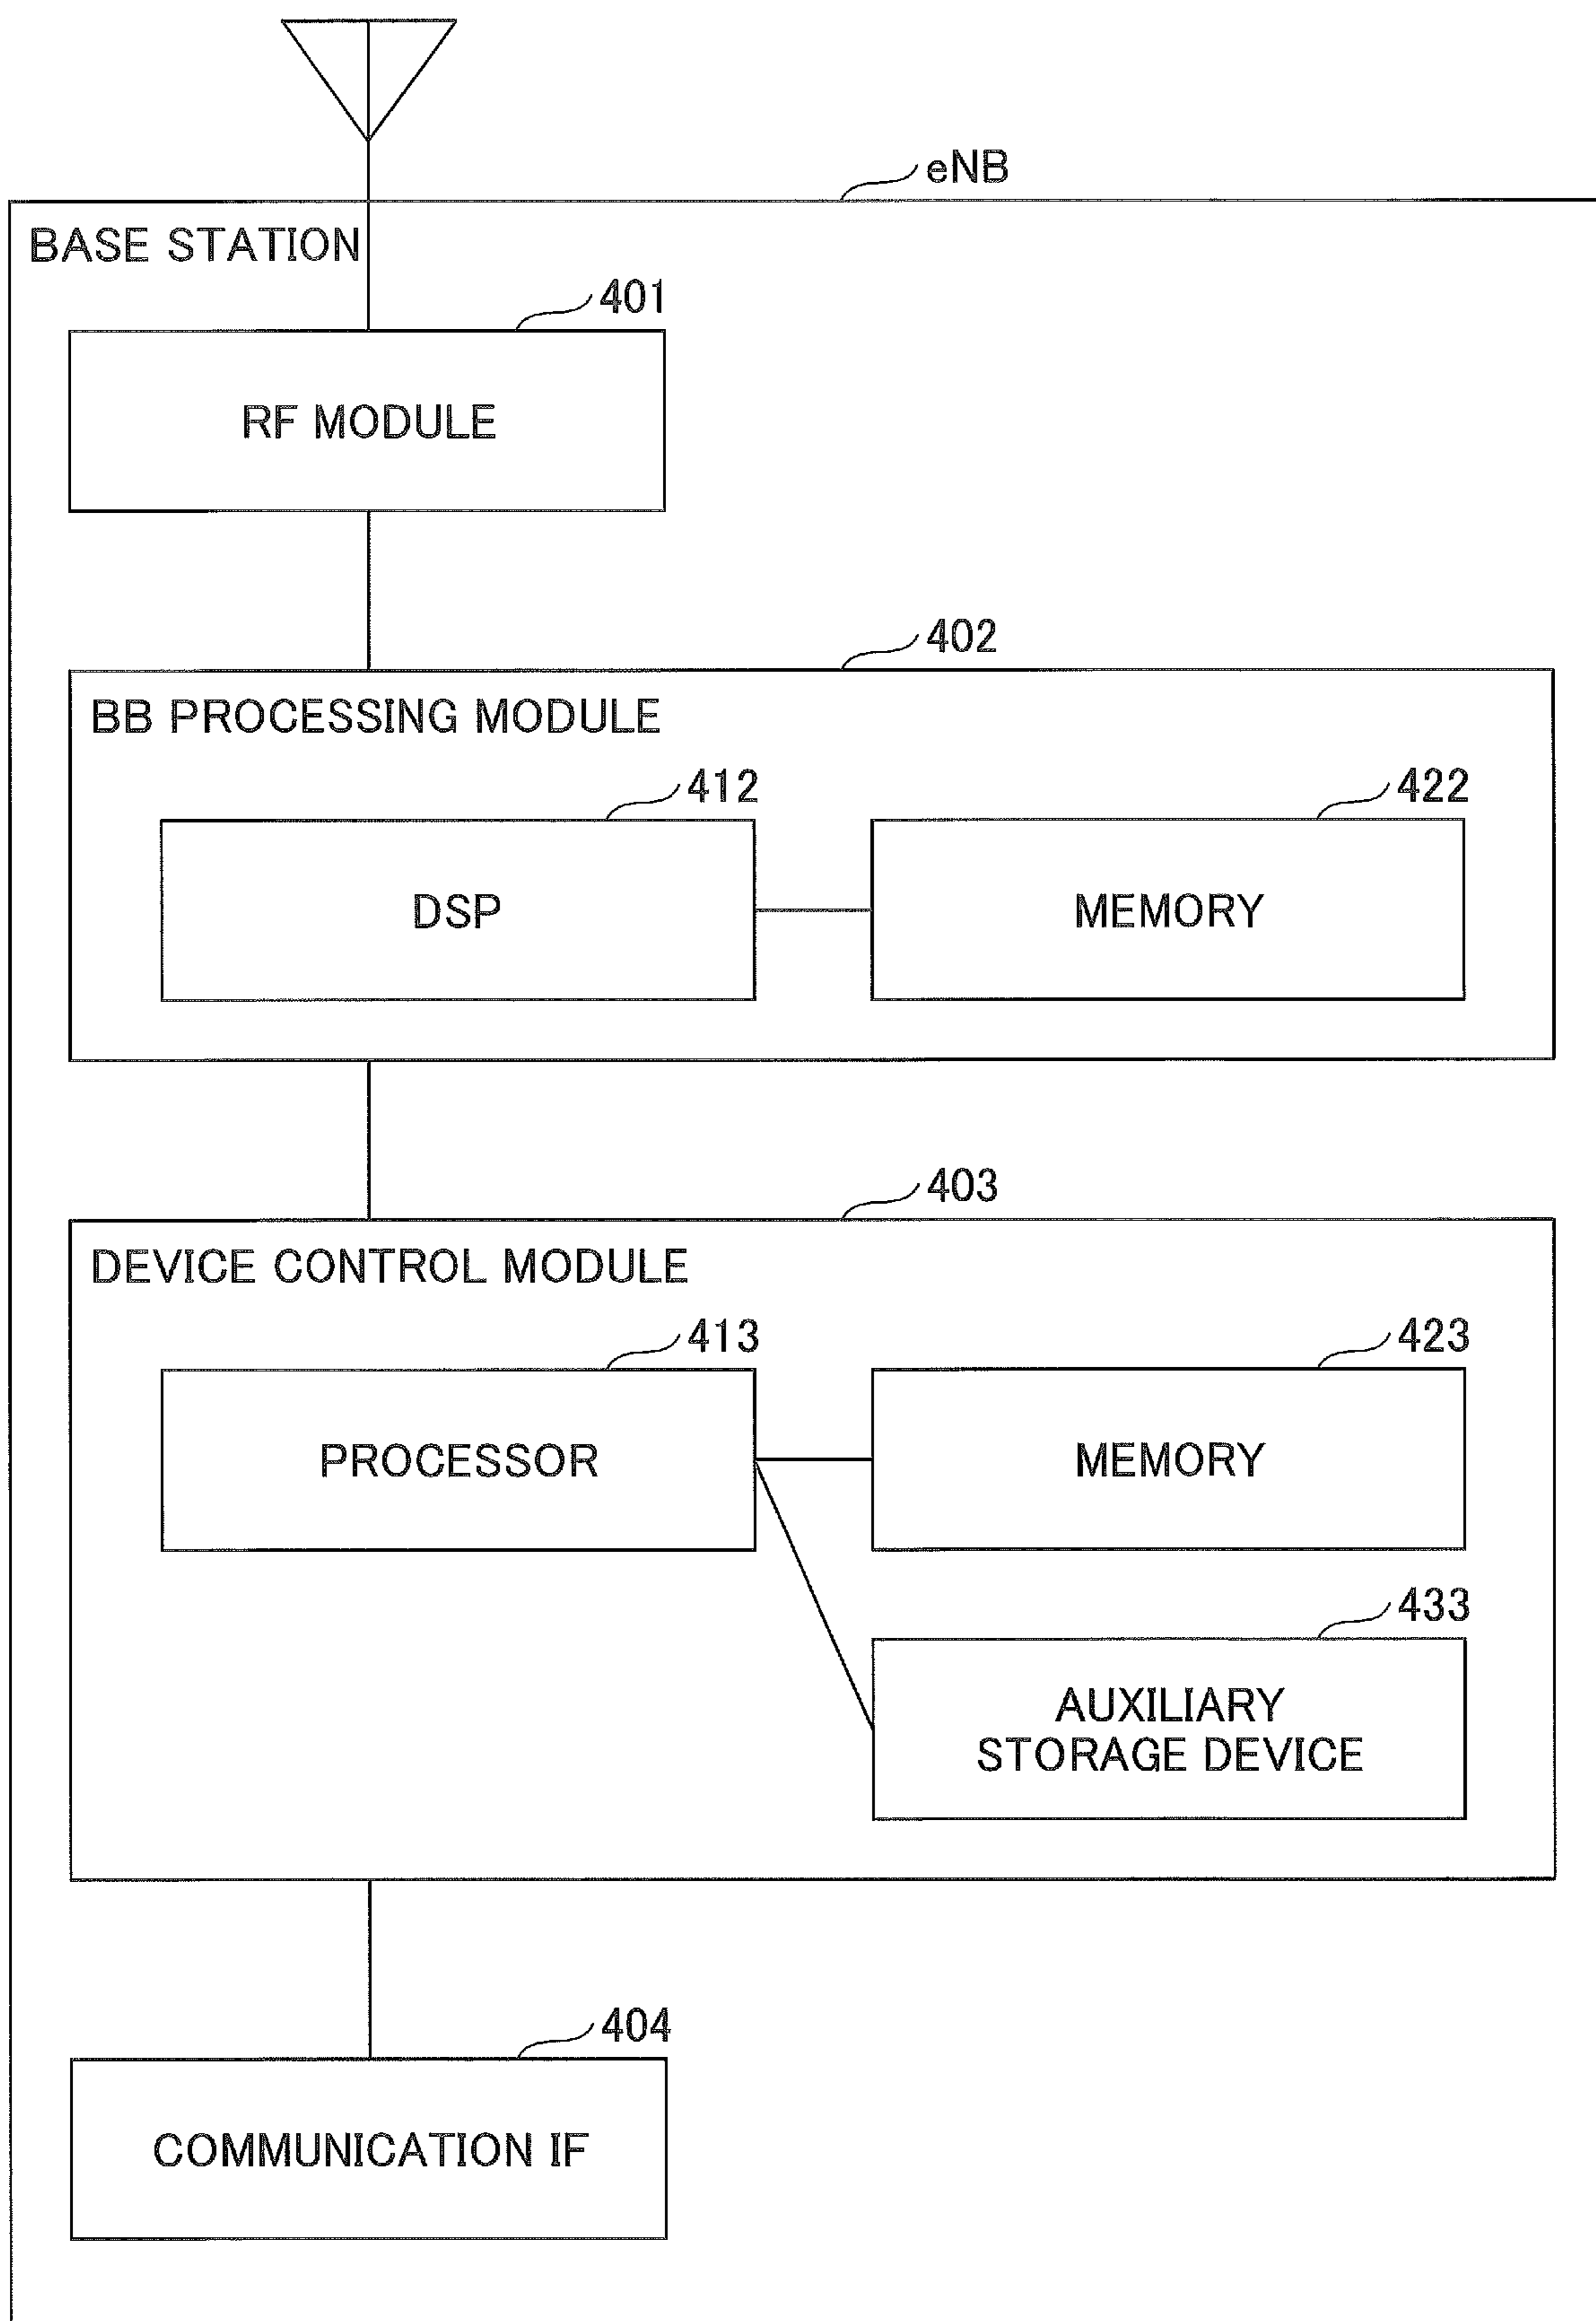 eNB
BASE STATION
401
RF MODULE
402
BB PROCESSING MODULE
412
422
DSP
MEMORY
403
DEVICE CONTROL MODULE
413
423
PROCESSOR
MEMORY
433
AUXILIARY
STORAGE DEVICE
404
COMMUNICATION IF